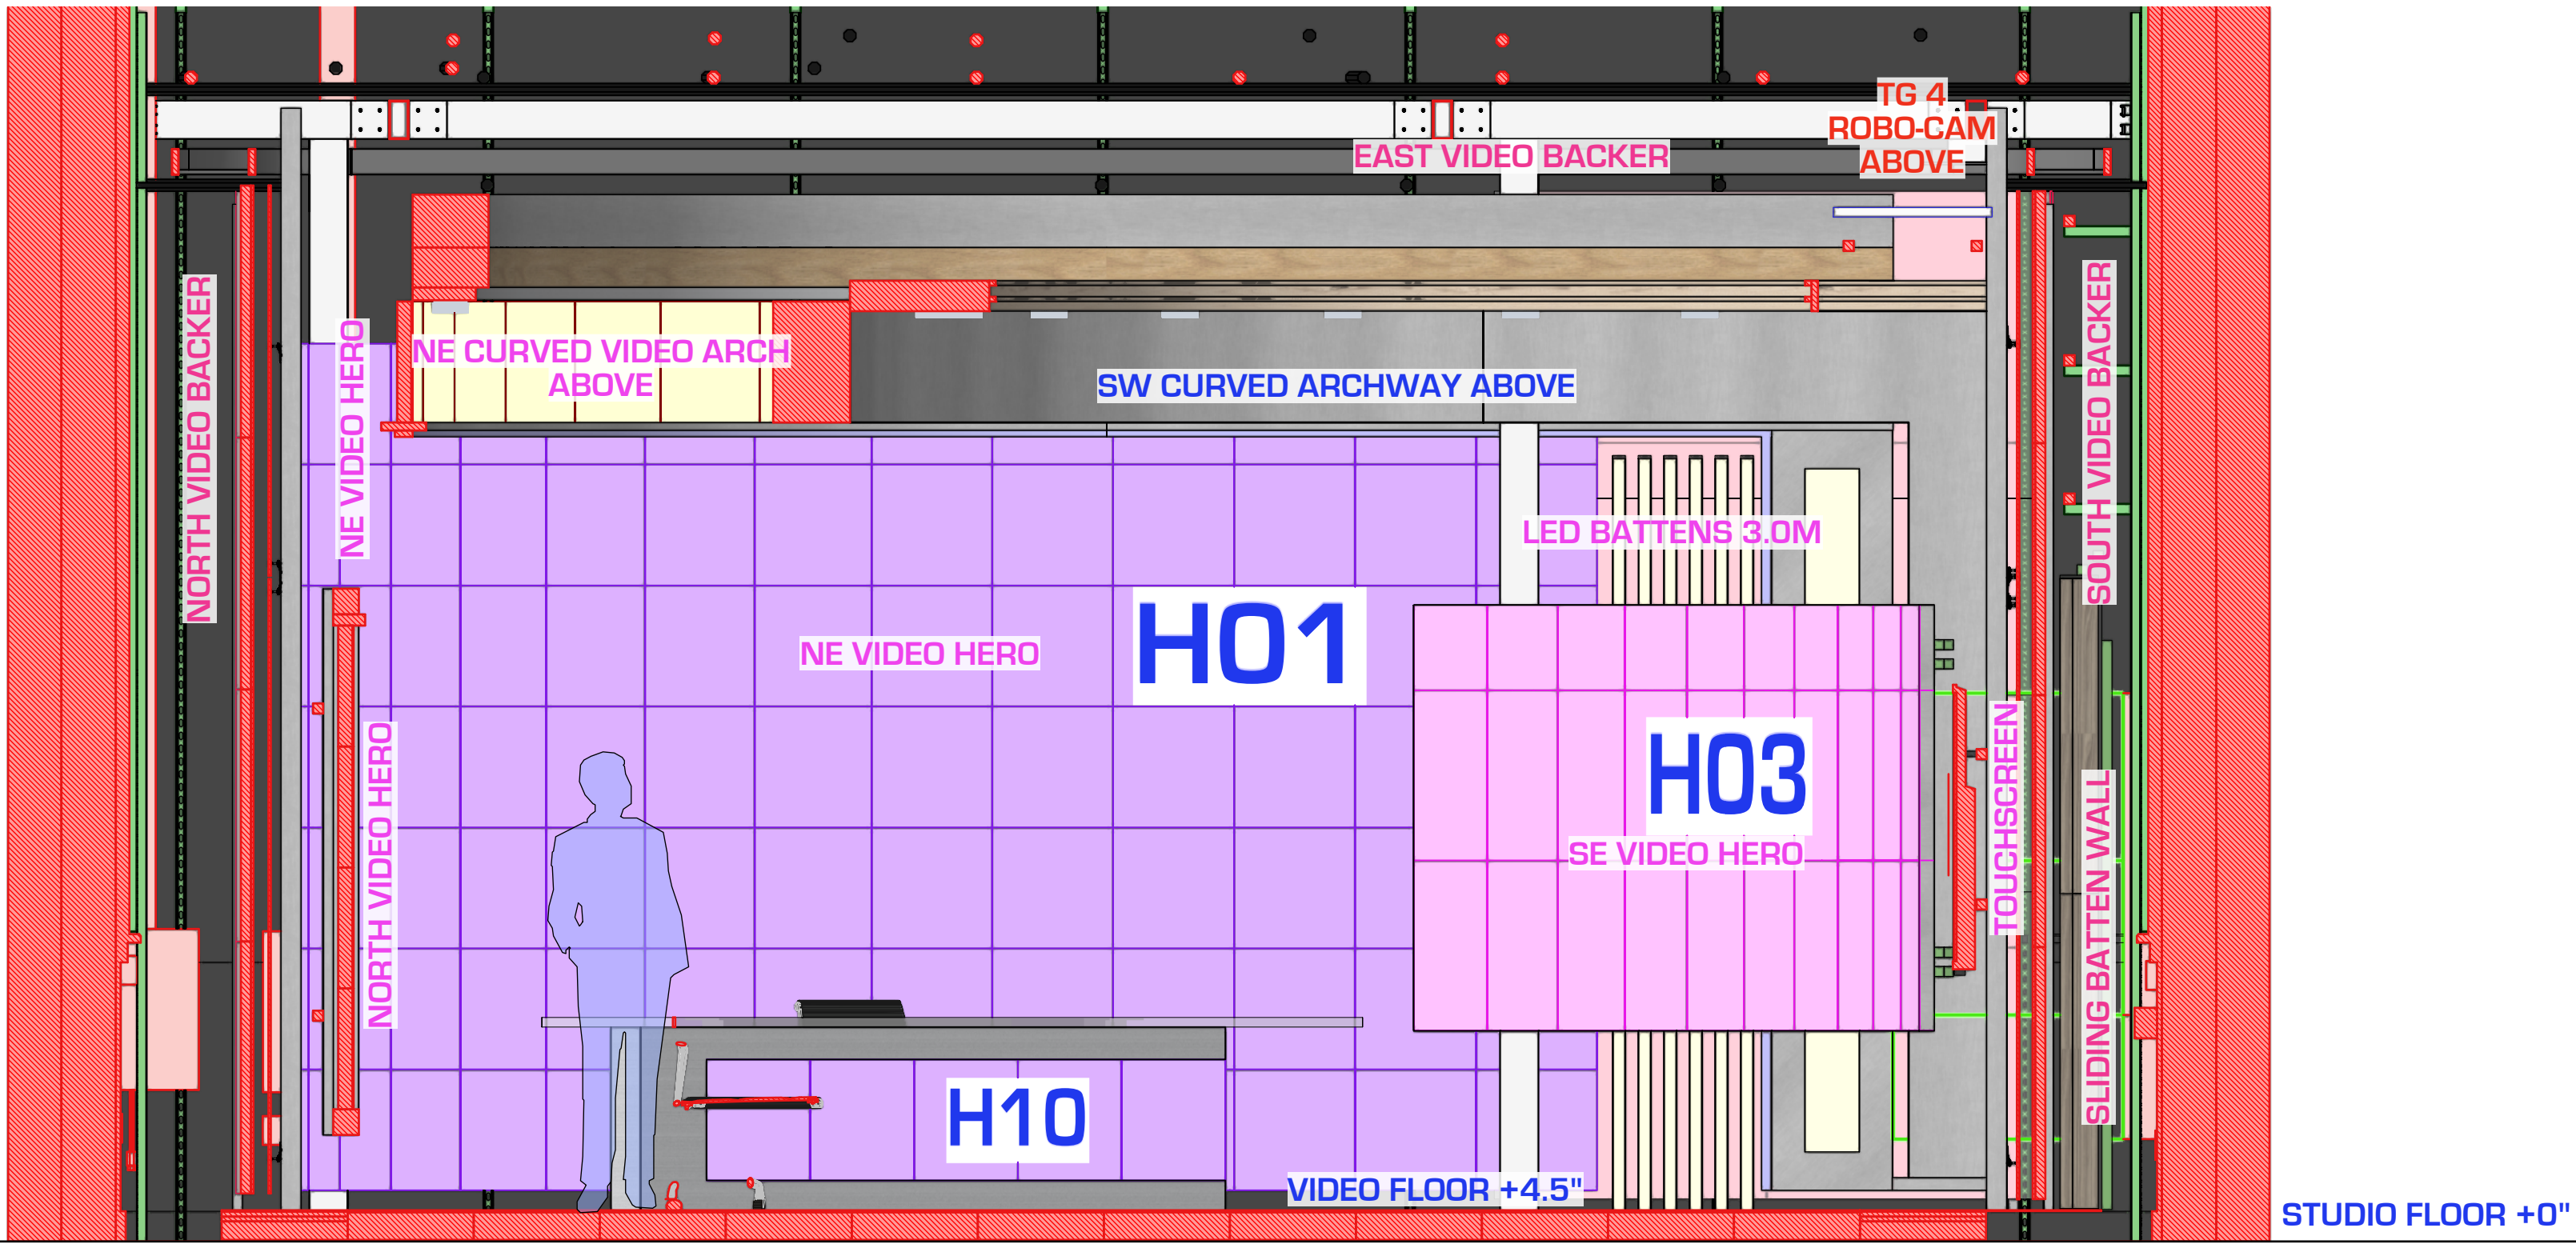 TG 4
ROBO-CAM
ABOVE
EAST VIDEO BACKER
NORTH VIDEO BACKER
NE VIDEO HERO
NE CURVED VIDEO ARCH
ABOVE
SW CURVED ARCHWAY ABOVE
SOUTH VIDEO BACKER
LED BATTENS 3.0M
H01
NE VIDEO HERO
H03
SE VIDEO HERO
NORTH VIDEO HERO
TOUCHSCREEN
SLIDING BATTEN WALL
H10
VIDEO FLOOR +4.5"
STUDIO FLOOR +0"